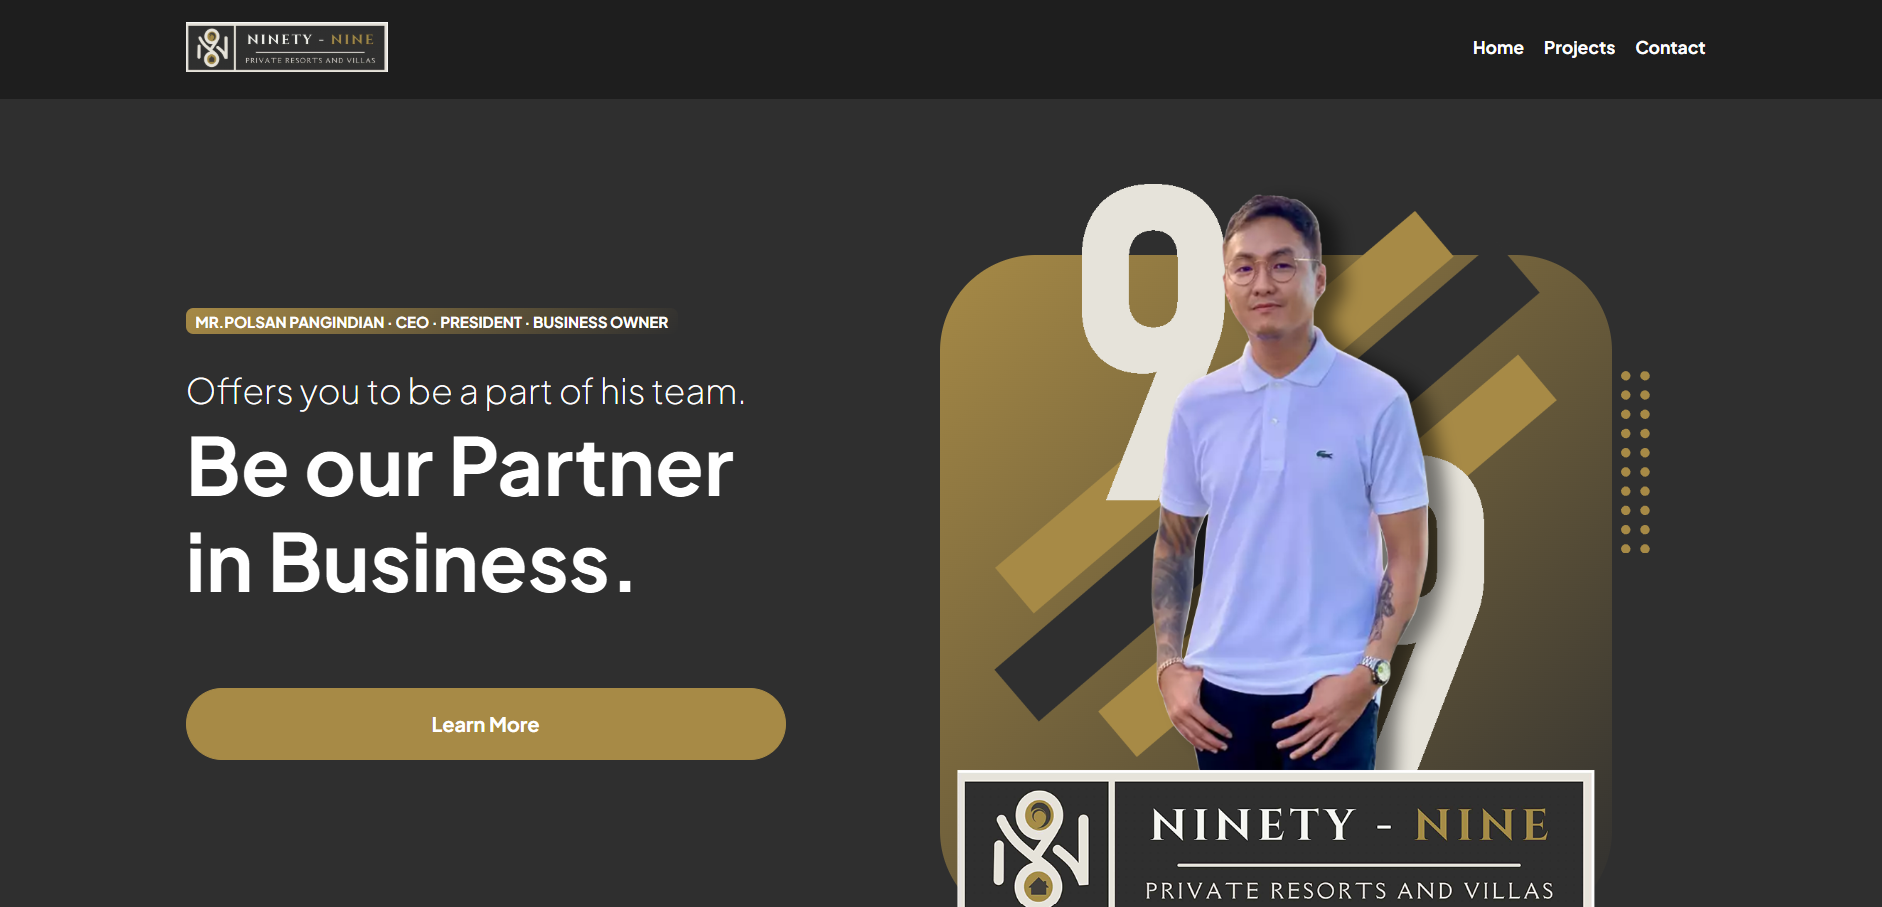 NINETY - NINE
PRIVATE RESORTS AND VILLAS
Home Projects Contact
MR.POLSAN PANGINDIAN · CEO · PRESIDENT · BUSINESS OWNER
Offers you to be a part of his team.
Be our Partner
in Business.
Learn More
99
NINETY - NINE
PRIVATE RESORTS AND VILLAS